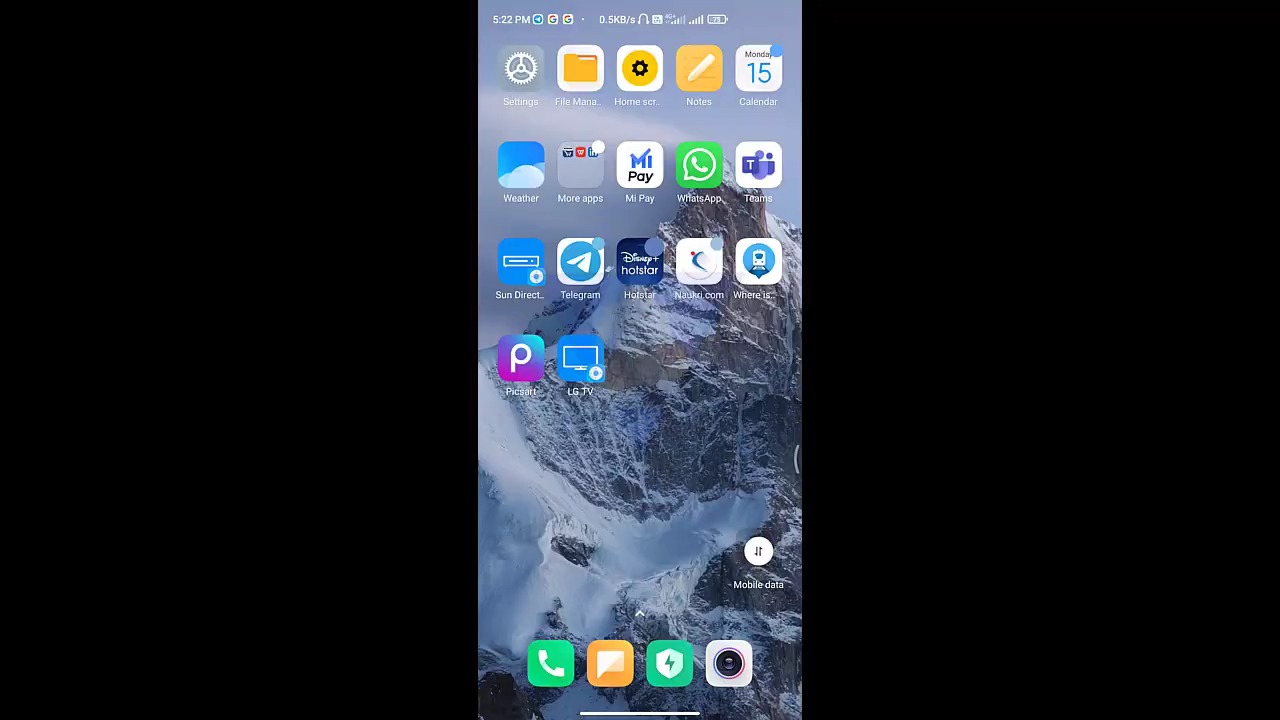 5:22 PM
0.5KB/s
4G+
Monday
15
Settings
File Mana..
Home scr..
Notes
Calendar
Mi
Pay
Weather
More apps
Mi Pay
WhatsApp
Teams
Disney+
hotstar
Sun Direct..
Telegram
Hotstar
Naukri.com
Where is..
Picsart
LG TV
Mobile data